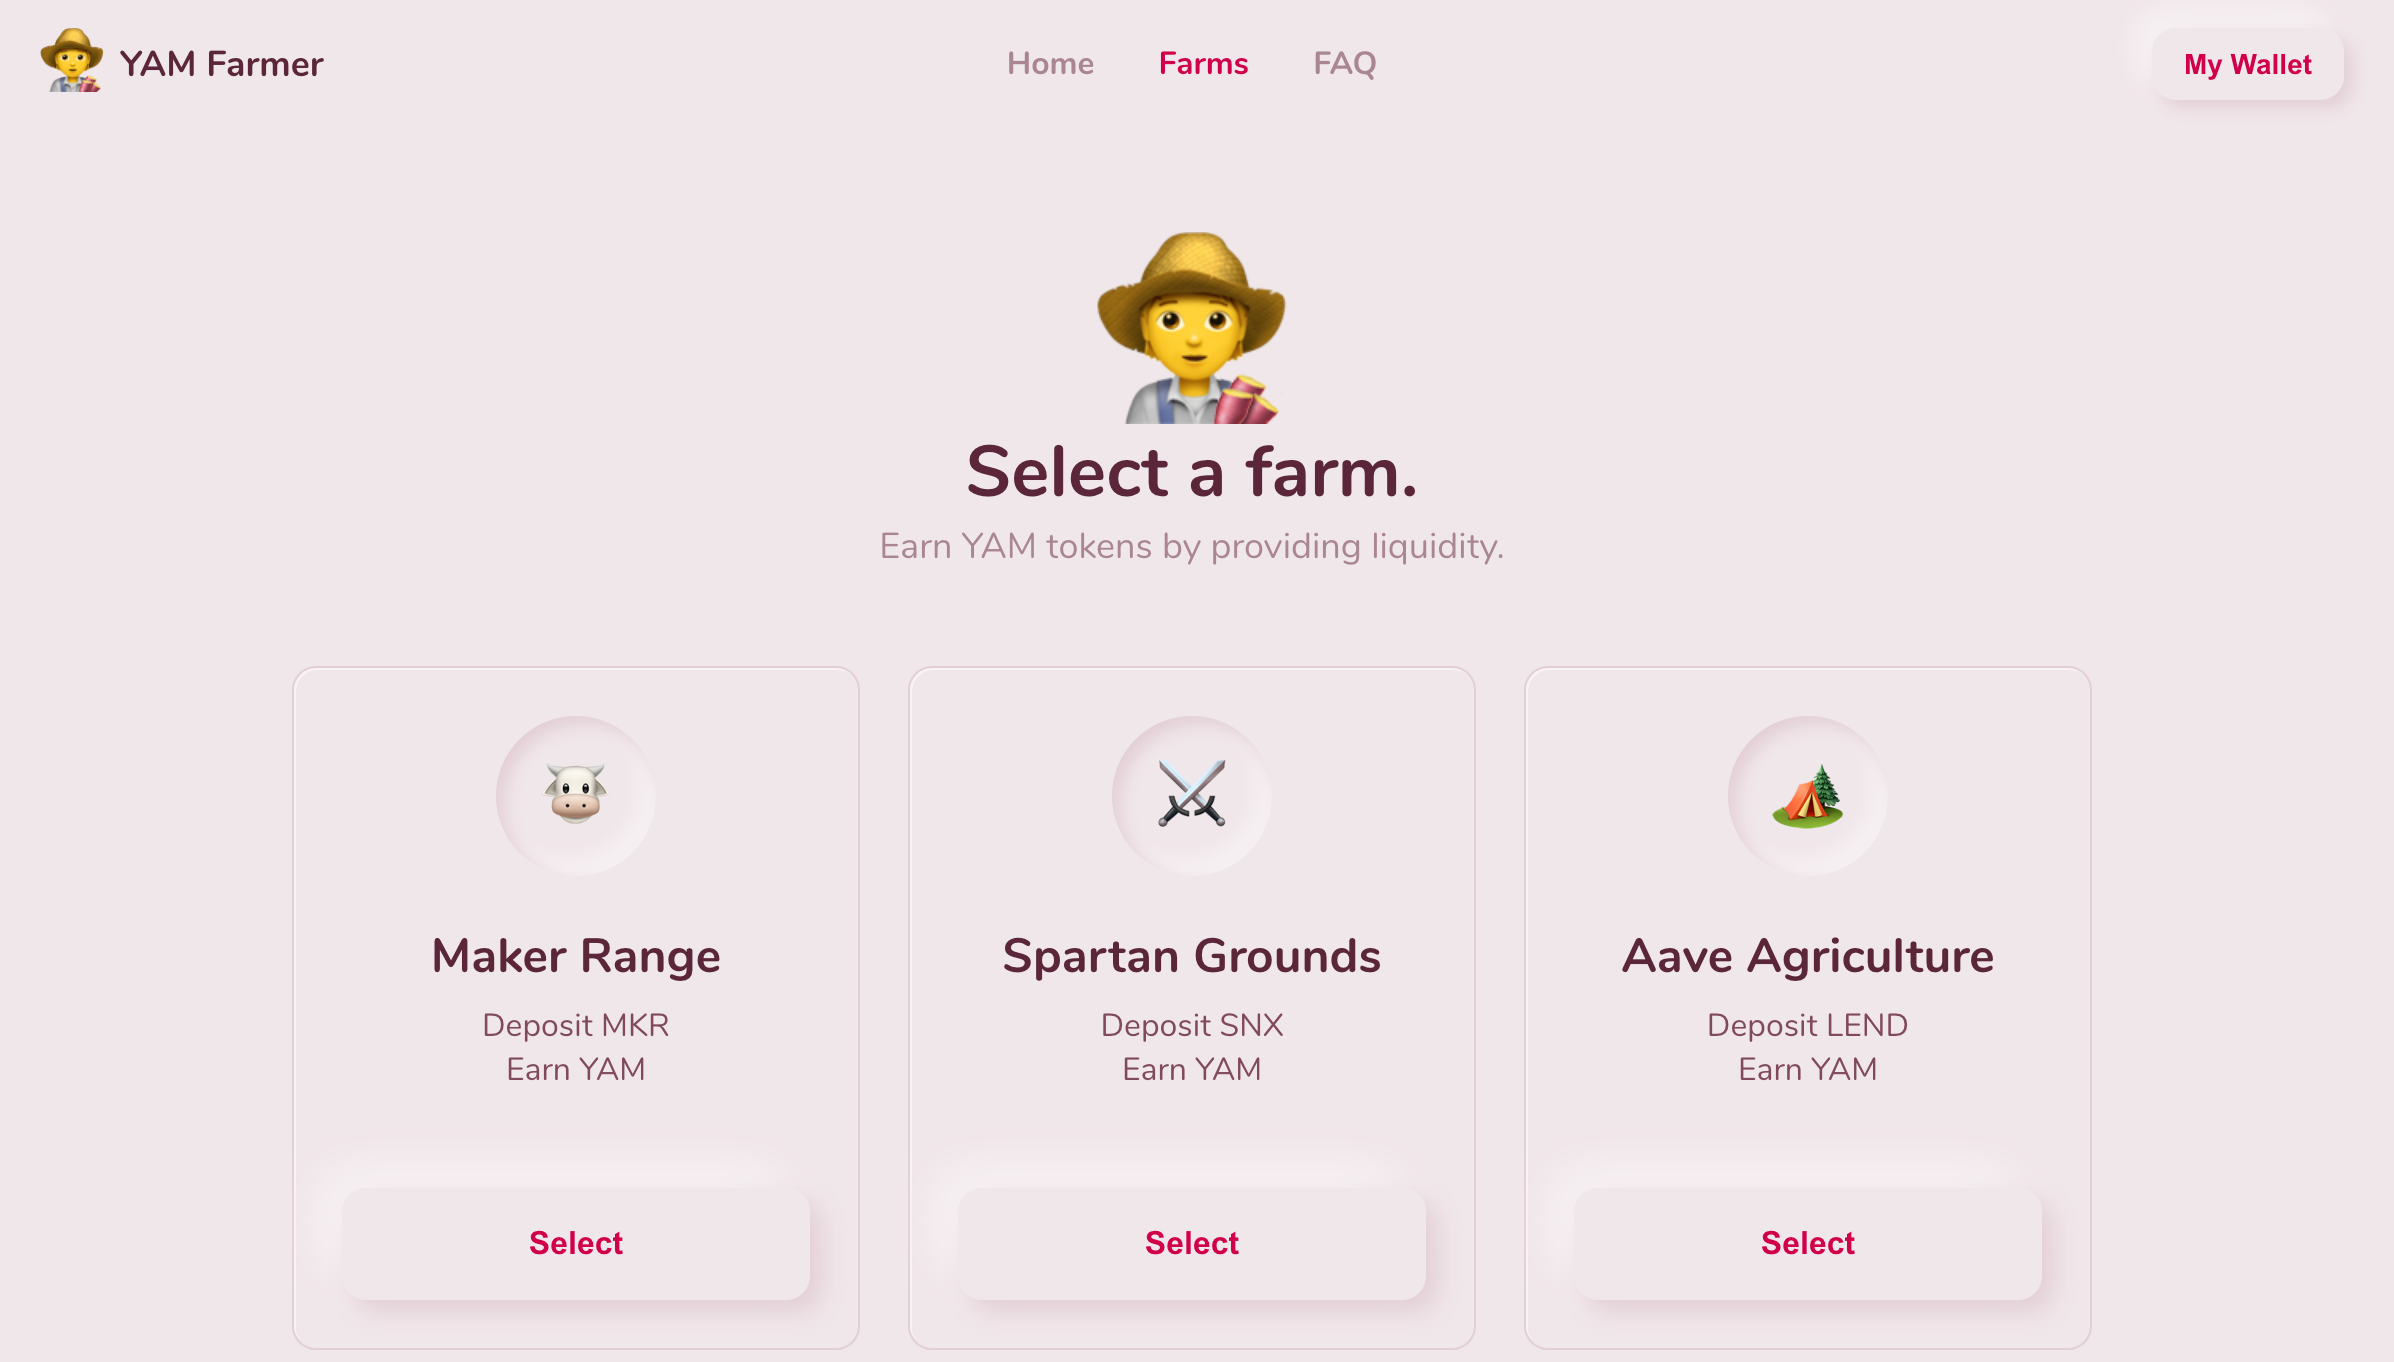 YAM Farmer
Home Farms FAQ
My Wallet
Select a farm.
Earn YAM tokens by providing liquidity.
Maker Range
Deposit MKR
Earn YAM
Select
Spartan Grounds
Deposit SNX
Earn YAM
Select
Aave Agriculture
Deposit LEND
Earn YAM
Select